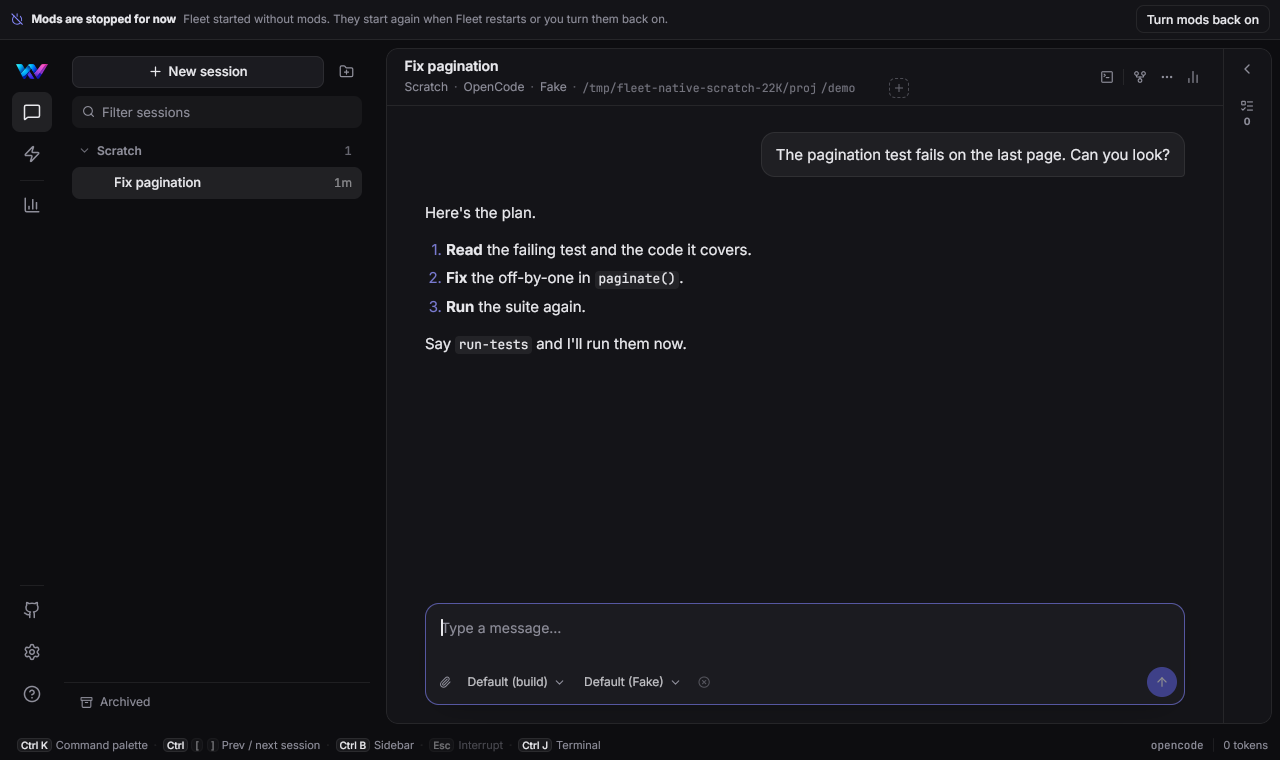 Mods are stopped for now Fleet started without mods. They start again when Fleet restarts or you turn them back on. Turn mods back on
New session
Filter sessions
Scratch 1
Fix pagination 1m
Archived
Fix pagination
Scratch · OpenCode · Fake · /tmp/fleet-native-scratch-22K/proj /demo
0
The pagination test fails on the last page. Can you look?
Here's the plan.
1. Read the failing test and the code it covers.
2. Fix the off-by-one in paginate().
3. Run the suite again.
Say run-tests and I'll run them now.
Type a message...
Default (build) Default (Fake)
Ctrl K Command palette · Ctrl [ ] Prev / next session · Ctrl B Sidebar · Esc Interrupt · Ctrl J Terminal opencode 0 tokens